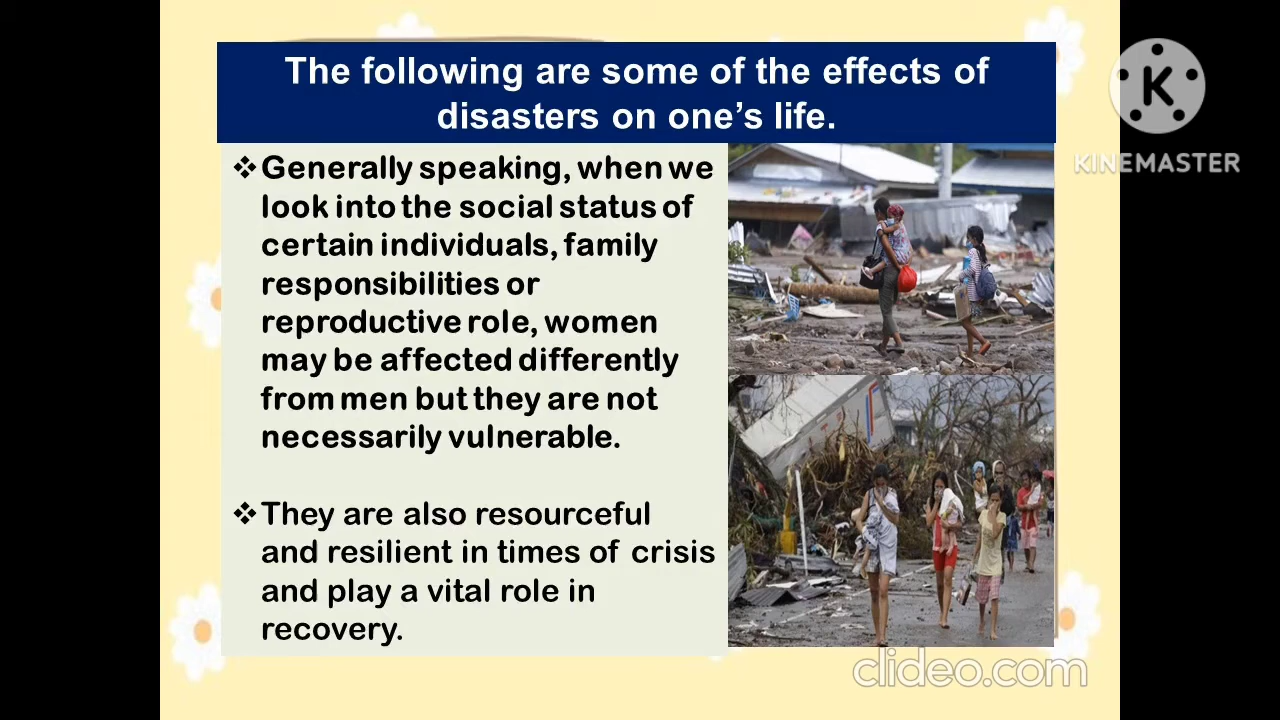 The following are some of the effects of
disasters on one's life.
❖Generally speaking, when we
look into the social status of
certain individuals, family
responsibilities or
reproductive role, women
may be affected differently
from men but they are not
necessarily vulnerable.
❖They are also resourceful
and resilient in times of crisis
and play a vital role in
recovery.
K
KINEMASTER
clideo.com